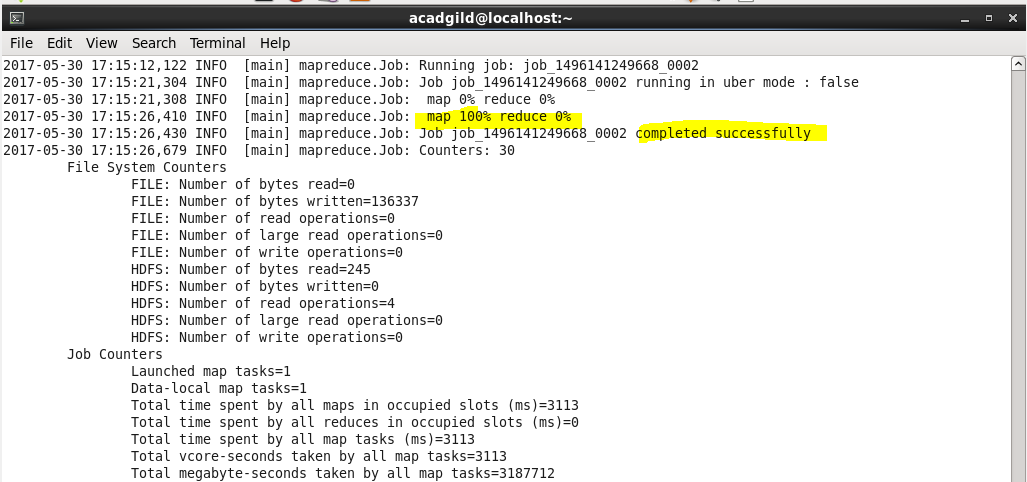 acadgild@localhost:~
File Edit View Search Terminal Help
2017-05-30 17:15:12,122 INFO  [main] mapreduce.Job: Running job: job_1496141249668_0002
2017-05-30 17:15:21,304 INFO  [main] mapreduce.Job: Job job_1496141249668_0002 running in uber mode : false
2017-05-30 17:15:21,308 INFO  [main] mapreduce.Job:  map 0% reduce 0%
2017-05-30 17:15:26,410 INFO  [main] mapreduce.Job:  map 100% reduce 0%
2017-05-30 17:15:26,430 INFO  [main] mapreduce.Job: Job job_1496141249668_0002 completed successfully
2017-05-30 17:15:26,679 INFO  [main] mapreduce.Job: Counters: 30
File System Counters
FILE: Number of bytes read=0
FILE: Number of bytes written=136337
FILE: Number of read operations=0
FILE: Number of large read operations=0
FILE: Number of write operations=0
HDFS: Number of bytes read=245
HDFS: Number of bytes written=0
HDFS: Number of read operations=4
HDFS: Number of large read operations=0
HDFS: Number of write operations=0
Job Counters
Launched map tasks=1
Data-local map tasks=1
Total time spent by all maps in occupied slots (ms)=3113
Total time spent by all reduces in occupied slots (ms)=0
Total time spent by all map tasks (ms)=3113
Total vcore-seconds taken by all map tasks=3113
Total megabyte-seconds taken by all map tasks=3187712